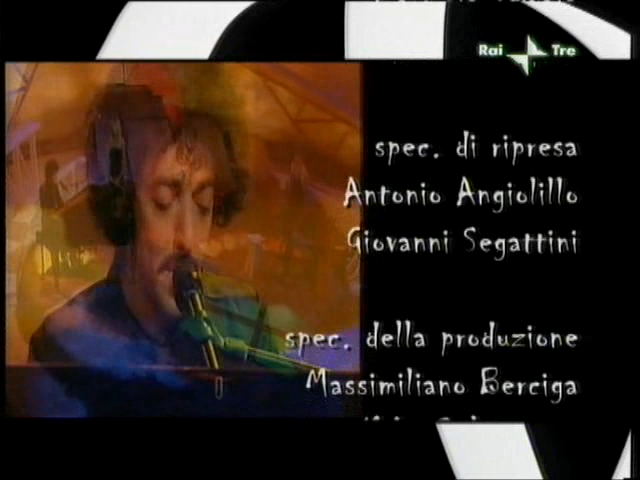 Rai Tre
spec. di ripresa
Antonio Angiolillo
Giovanni Segattini
spec. della produzione
Massimiliano Berciga